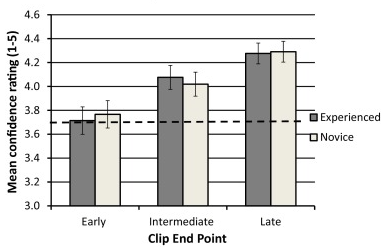 Mean confidence rating (1-5)
4.6
4.4
4.2
4.0
3.8
3.6
3.4
3.2
3.0
Early
Intermediate
Late
Clip End Point
Experienced
Novice